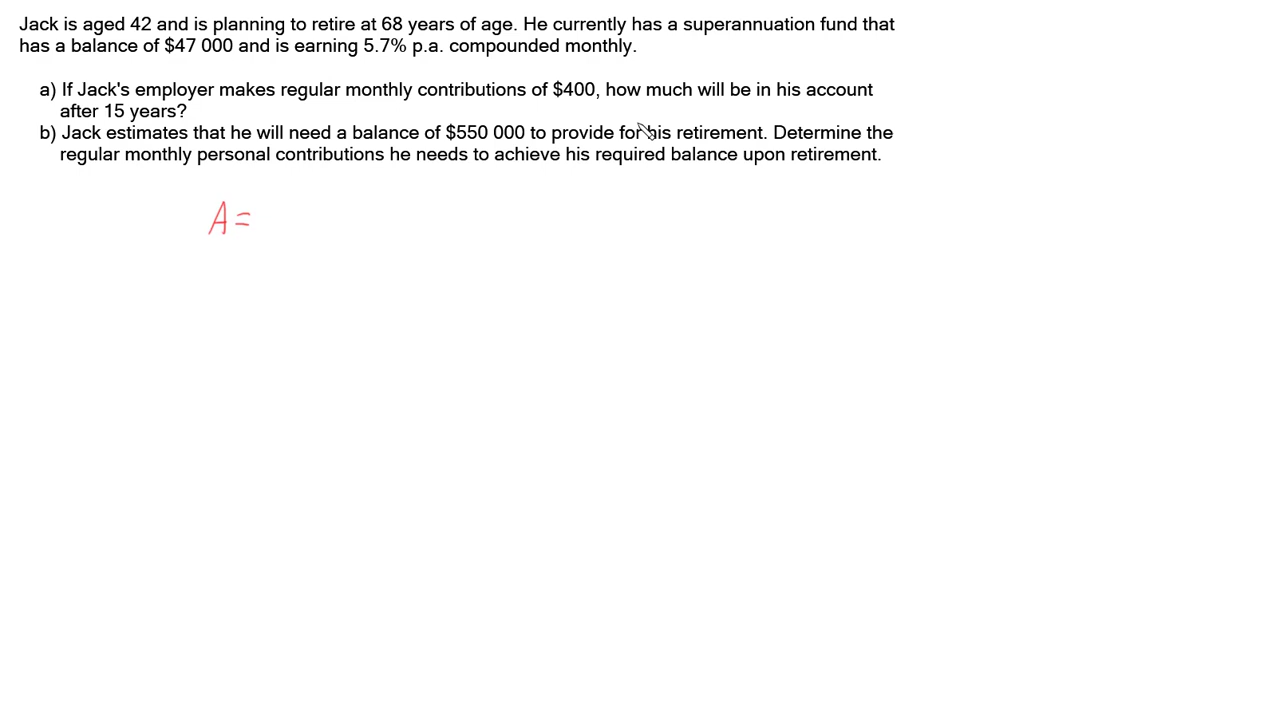 Jack is aged 42 and is planning to retire at 68 years of age. He currently has a superannuation fund that
has a balance of $47 000 and is earning 5.7% p.a. compounded monthly.
a) If Jack's employer makes regular monthly contributions of $400, how much will be in his account
after 15 years?
b) Jack estimates that he will need a balance of $550 000 to provide for his retirement. Determine the
regular monthly personal contributions he needs to achieve his required balance upon retirement.
A=